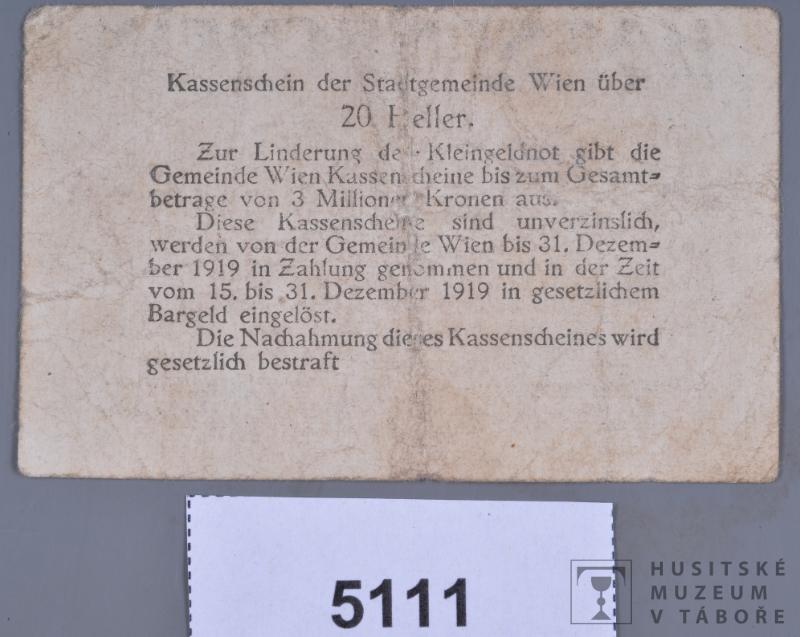 Kassenschein der Stadtgemeinde Wien über
20 Heller.
Zur Linderung der Kleingeldnot gibt die
Gemeinde Wien Kassenscheine bis zum Gesamt=
betrage von 3 Millionen Kronen aus.
Diese Kassenscheine sind unverzinslich,
werden von der Gemeinde Wien bis 31. Dezem=
ber 1919 in Zahlung genommen und in der Zeit
vom 15. bis 31. Dezember 1919 in gesetzlichem
Bargeld eingelöst.
Die Nachahmung dieses Kassenscheines wird
gesetzlich bestraft
5111
HUSITSKÉ
MUZEUM
V TÁBOŘE